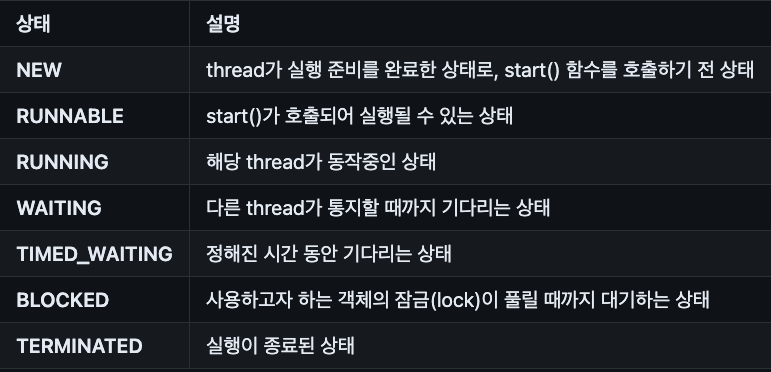 상태 설명
NEW thread가 실행 준비를 완료한 상태로, start() 함수를 호출하기 전 상태
RUNNABLE start()가 호출되어 실행될 수 있는 상태
RUNNING 해당 thread가 동작중인 상태
WAITING 다른 thread가 통지할 때까지 기다리는 상태
TIMED_WAITING 정해진 시간 동안 기다리는 상태
BLOCKED 사용하고자 하는 객체의 잠금(lock)이 풀릴 때까지 대기하는 상태
TERMINATED 실행이 종료된 상태